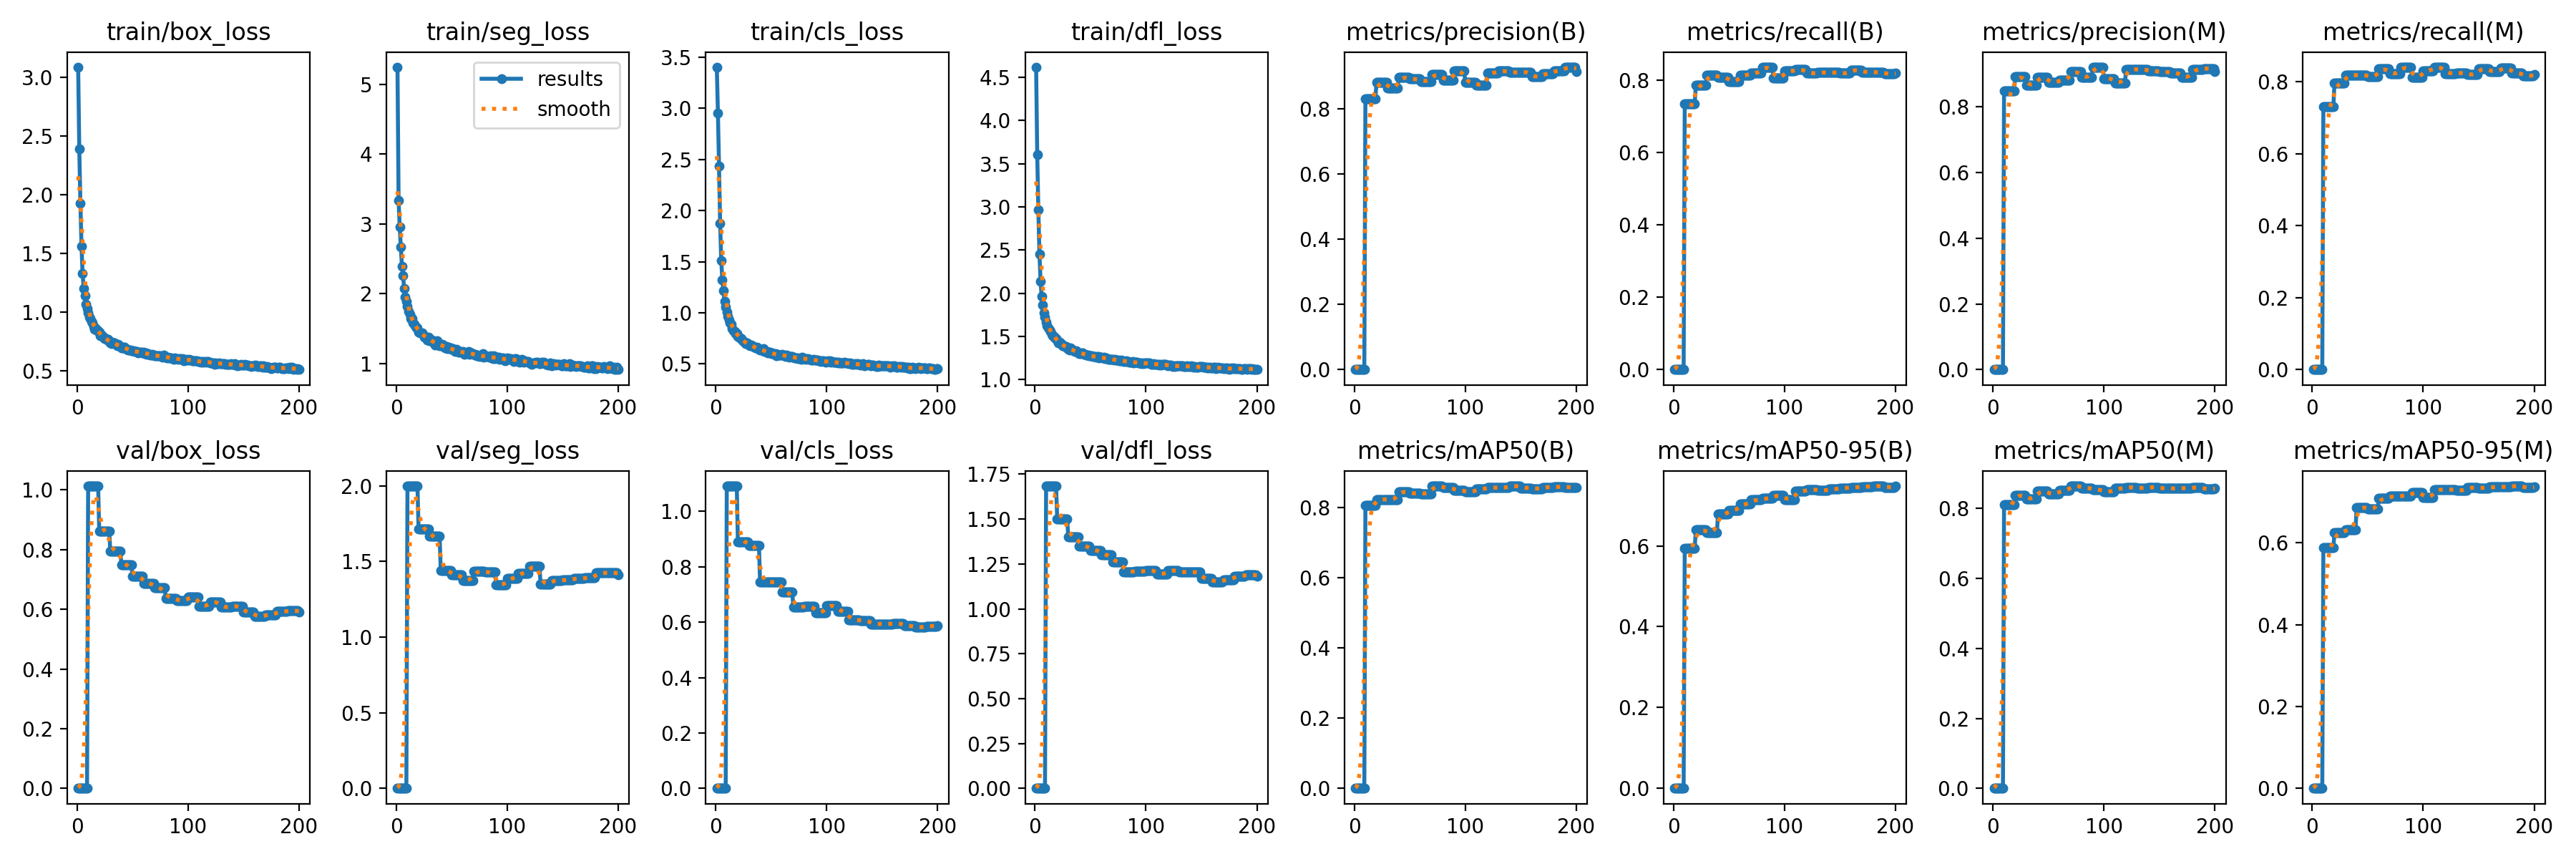 train/box_loss
train/seg_loss
train/cls_loss
train/dfl_loss
metrics/precision(B)
metrics/recall(B)
metrics/precision(M)
metrics/recall(M)
3.0
2.5
2.0
1.5
1.0
0.5
0 100 200
results
smooth
5
4
3
2
1
0 100 200
3.5
3.0
2.5
2.0
1.5
1.0
0.5
0 100 200
4.5
4.0
3.5
3.0
2.5
2.0
1.5
1.0
0 100 200
0.8
0.6
0.4
0.2
0.0
0 100 200
0.8
0.6
0.4
0.2
0.0
0 100 200
0.8
0.6
0.4
0.2
0.0
0 100 200
0.8
0.6
0.4
0.2
0.0
0 100 200
val/box_loss
val/seg_loss
val/cls_loss
val/dfl_loss
metrics/mAP50(B)
metrics/mAP50-95(B)
metrics/mAP50(M)
metrics/mAP50-95(M)
1.0
0.8
0.6
0.4
0.2
0.0
0 100 200
2.0
1.5
1.0
0.5
0.0
0 100 200
1.0
0.8
0.6
0.4
0.2
0.0
0 100 200
1.75
1.50
1.25
1.00
0.75
0.50
0.25
0.00
0 100 200
0.8
0.6
0.4
0.2
0.0
0 100 200
0.6
0.4
0.2
0.0
0 100 200
0.8
0.6
0.4
0.2
0.0
0 100 200
0.6
0.4
0.2
0.0
0 100 200